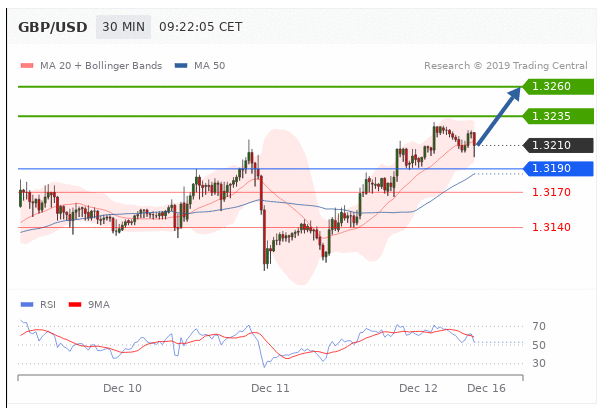 GBP/USD 30 MIN 09:22:05 CET
MA 20 + Bollinger Bands MA 50 Research © 2019 Trading Central
1.3260
1.3235
1.3210
1.3190
1.3170
1.3140
RSI 9MA
70
50
30
Dec 10 Dec 11 Dec 12 Dec 16